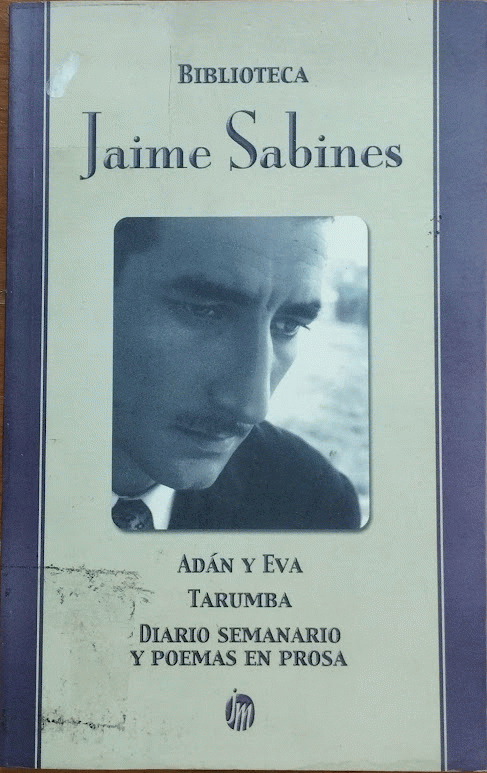 BIBLIOTECA
Jaime Sabines
ADÁN Y EVA
TARUMBA
DIARIO SEMANARIO
Y POEMAS EN PROSA
jm